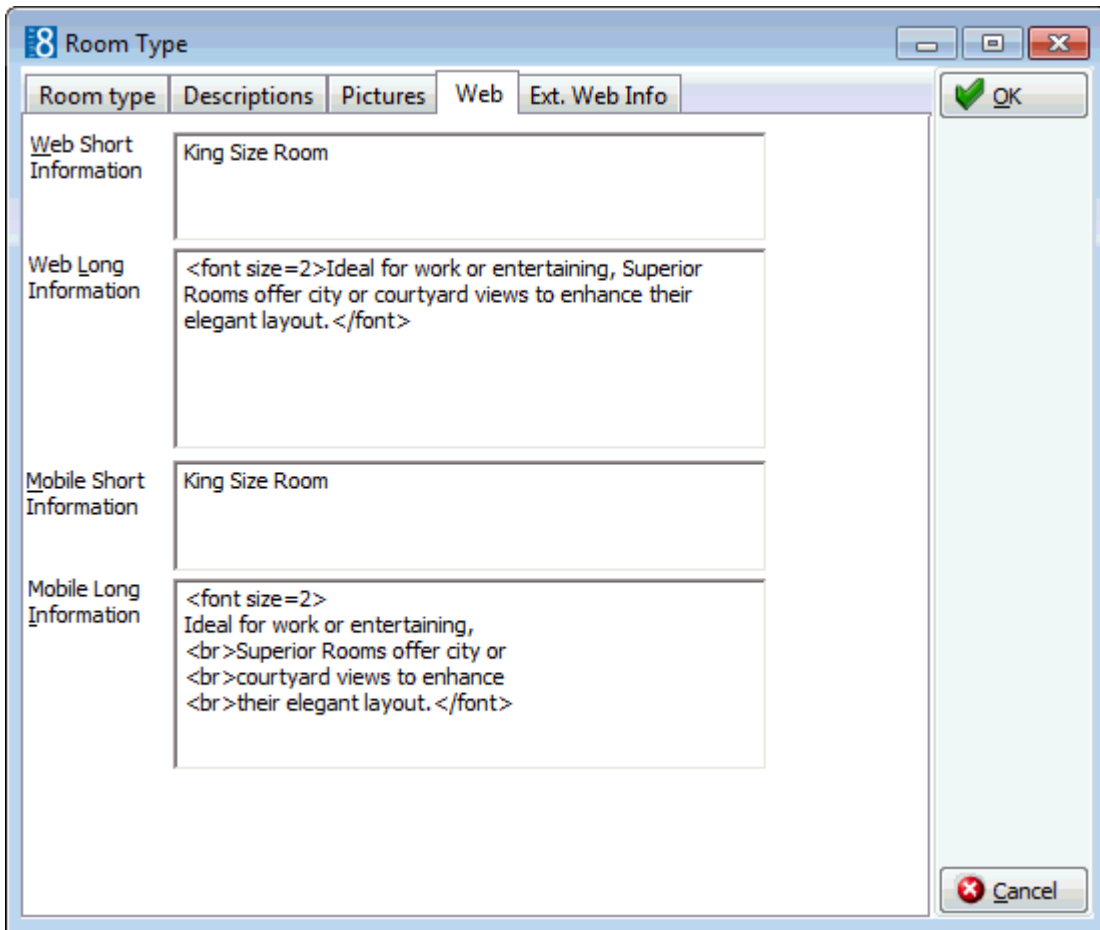 8 Room Type
Room type Descriptions Pictures Web Ext. Web Info
OK
Web Short
Information
King Size Room
Web Long
Information
<font size=2>Ideal for work or entertaining, Superior
Rooms offer city or courtyard views to enhance their
elegant layout.</font>
Mobile Short
Information
King Size Room
Mobile Long
Information
<font size=2>
Ideal for work or entertaining,
<br>Superior Rooms offer city or
<br>courtyard views to enhance
<br>their elegant layout.</font>
Cancel